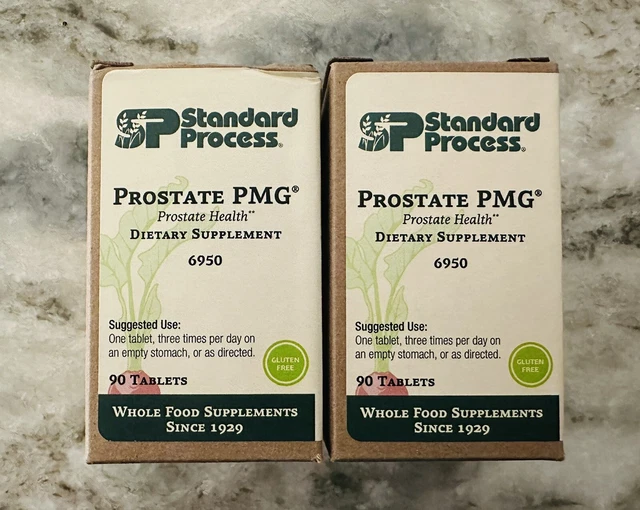 SP Standard
Process®
PROSTATE PMG®
Prostate Health**
DIETARY SUPPLEMENT
6950
Suggested Use:
One tablet, three times per day on
an empty stomach, or as directed.
GLUTEN
FREE
90 TABLETS
WHOLE FOOD SUPPLEMENTS
SINCE 1929
SP Standard
Process®
PROSTATE PMG®
Prostate Health**
DIETARY SUPPLEMENT
6950
Suggested Use:
One tablet, three times per day on
an empty stomach, or as directed.
GLUTEN
FREE
90 TABLETS
WHOLE FOOD SUPPLEMENTS
SINCE 1929